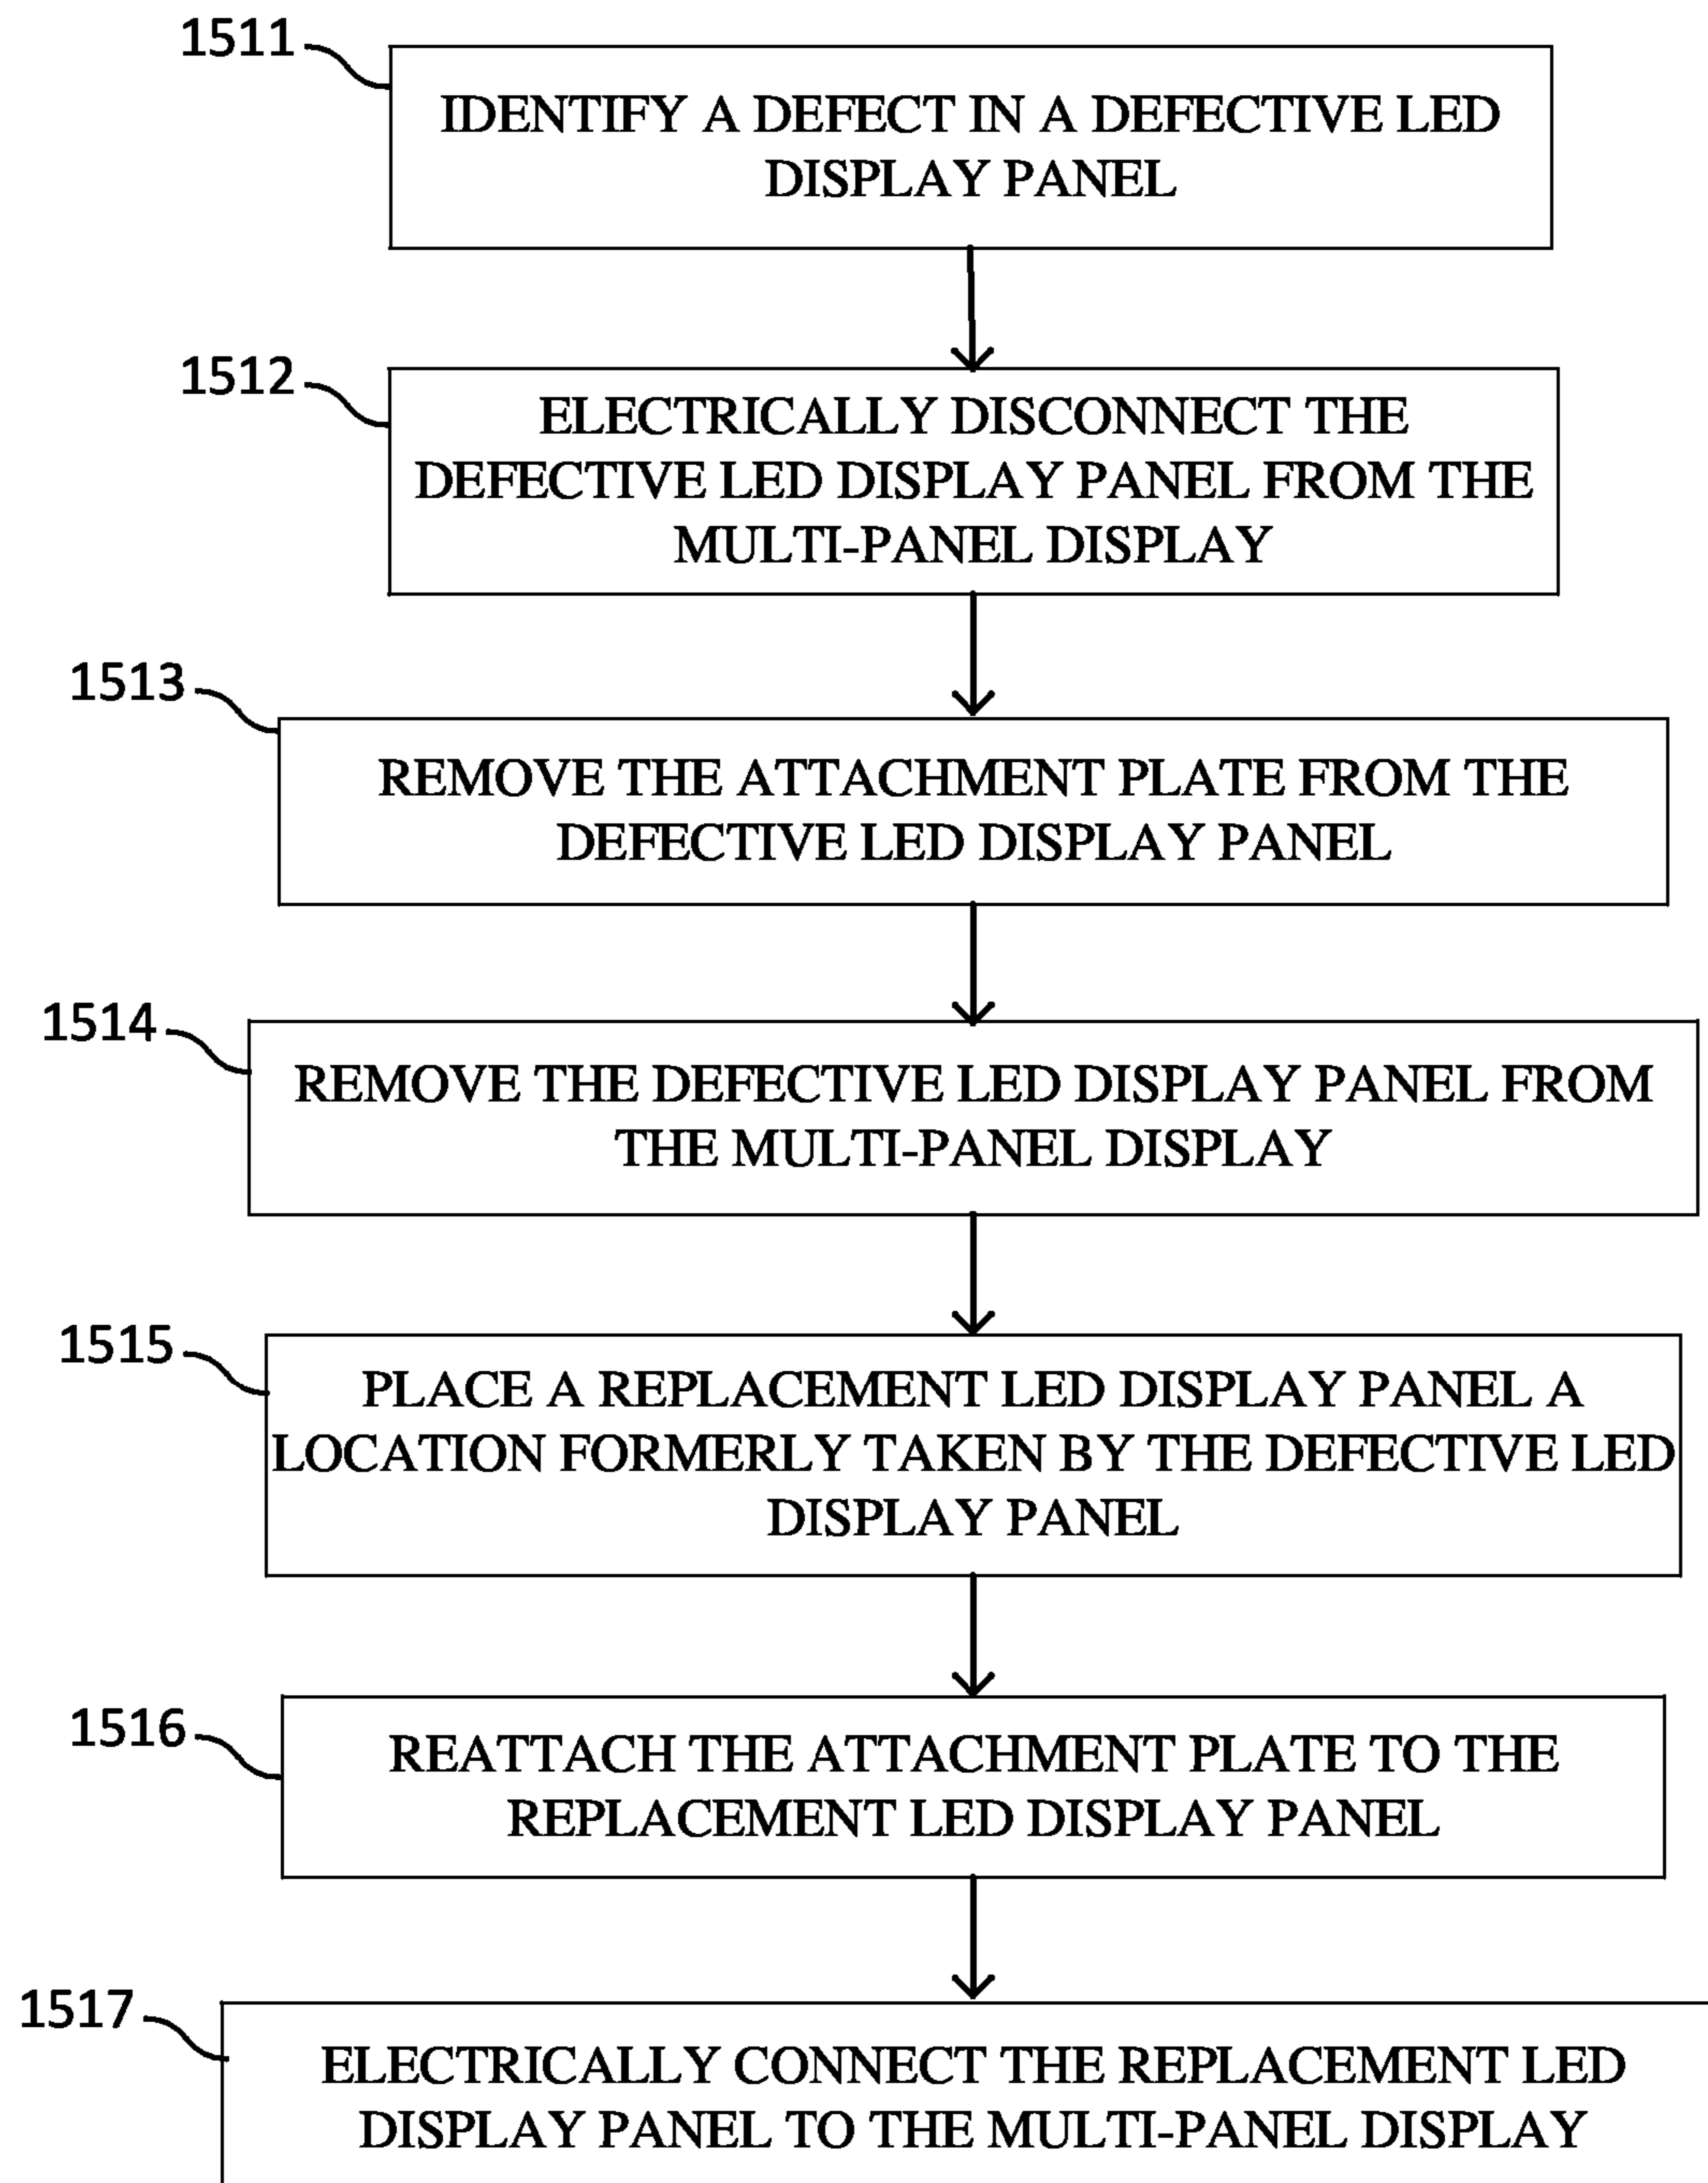 1511
IDENTIFY A DEFECT IN A DEFECTIVE LED
DISPLAY PANEL
1512
ELECTRICALLY DISCONNECT THE
DEFECTIVE LED DISPLAY PANEL FROM THE
MULTI-PANEL DISPLAY
1513
REMOVE THE ATTACHMENT PLATE FROM THE
DEFECTIVE LED DISPLAY PANEL
1514
REMOVE THE DEFECTIVE LED DISPLAY PANEL FROM
THE MULTI-PANEL DISPLAY
1515
PLACE A REPLACEMENT LED DISPLAY PANEL A
LOCATION FORMERLY TAKEN BY THE DEFECTIVE LED
DISPLAY PANEL
1516
REATTACH THE ATTACHMENT PLATE TO THE
REPLACEMENT LED DISPLAY PANEL
1517
ELECTRICALLY CONNECT THE REPLACEMENT LED
DISPLAY PANEL TO THE MULTI-PANEL DISPLAY